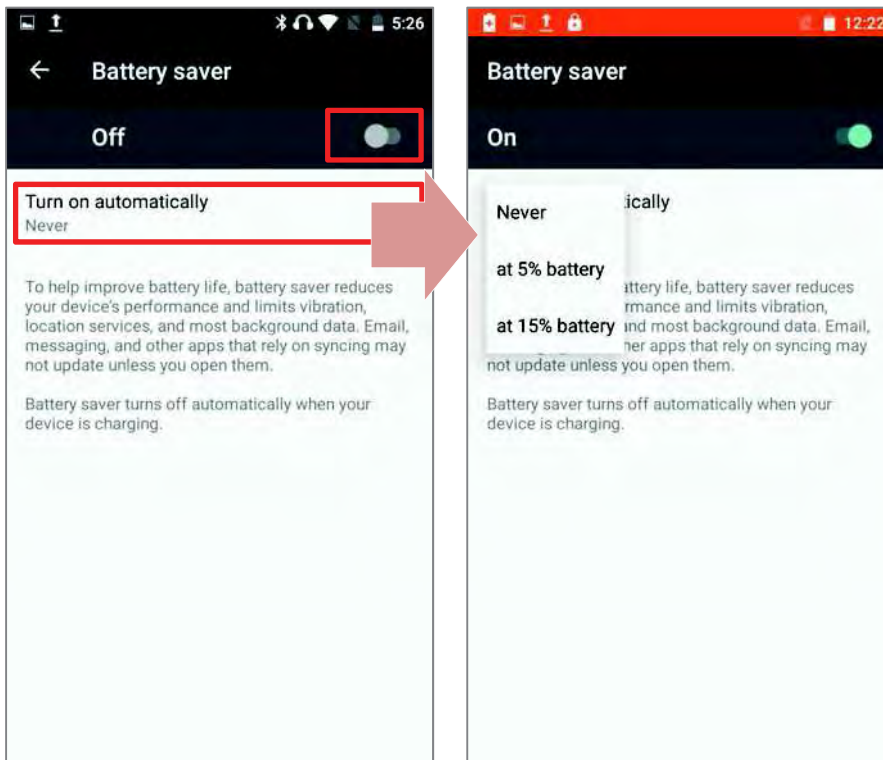 5:26
Battery saver
Off
Turn on automatically
Never
To help improve battery life, battery saver reduces
your device's performance and limits vibration,
location services, and most background data. Email,
messaging, and other apps that rely on syncing may
not update unless you open them.
Battery saver turns off automatically when your
device is charging.
12:22
Battery saver
On
ically
Never
at 5% battery
at 15% battery
attery life, battery saver reduces
rmance and limits vibration,
and most background data. Email,
her apps that rely on syncing may
not update unless you open them.
Battery saver turns off automatically when your
device is charging.